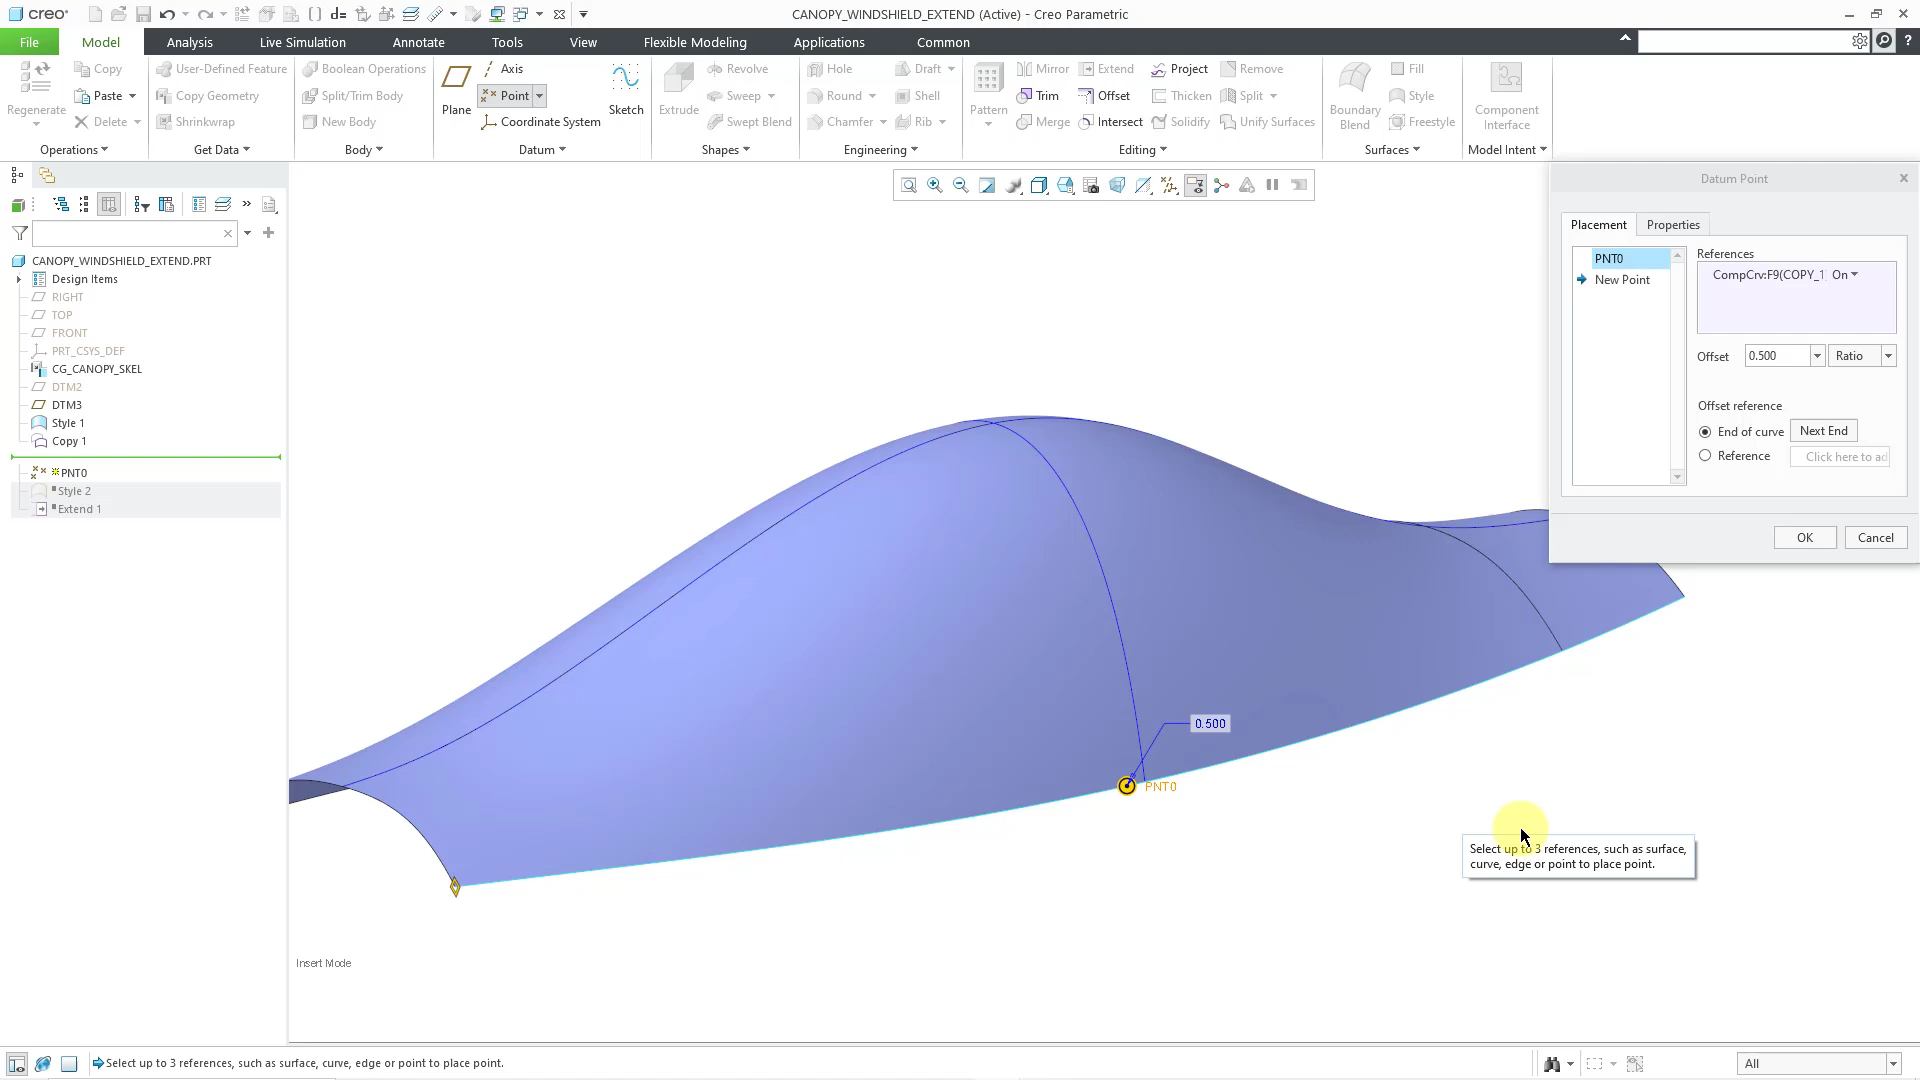 creo
d=
CANOPY_WINDSHIELD_EXTEND (Active) - Creo Parametric
File
Model
Analysis
Live Simulation
Annotate
Tools
View
Flexible Modeling
Applications
Common
Regenerate
Copy
Paste
Delete
Operations
User-Defined Feature
Copy Geometry
Shrinkwrap
Get Data
Boolean Operations
Split/Trim Body
New Body
Body
Plane
Axis
Point
Coordinate System
Sketch
Datum
Extrude
Revolve
Sweep
Swept Blend
Shapes
Hole
Round
Chamfer
Draft
Shell
Rib
Engineering
Pattern
Mirror
Trim
Merge
Extend
Offset
Intersect
Project
Thicken
Solidify
Remove
Split
Unify Surfaces
Editing
Boundary
Blend
Fill
Style
Freestyle
Surfaces
Component
Interface
Model Intent
CANOPY_WINDSHIELD_EXTEND.PRT
Design Items
RIGHT
TOP
FRONT
PRT_CSYS_DEF
CG_CANOPY_SKEL
DTM2
DTM3
Style 1
Copy 1
PNT0
Style 2
Extend 1
Datum Point
Placement
Properties
PNT0
New Point
References
CompCrv:F9(COPY_1 On
Offset 0.500 Ratio
Offset reference
End of curve Next End
Reference Click here to ad
OK
Cancel
0.500
PNT0
Select up to 3 references, such as surface,
curve, edge or point to place point.
Insert Mode
Select up to 3 references, such as surface, curve, edge or point to place point.
All